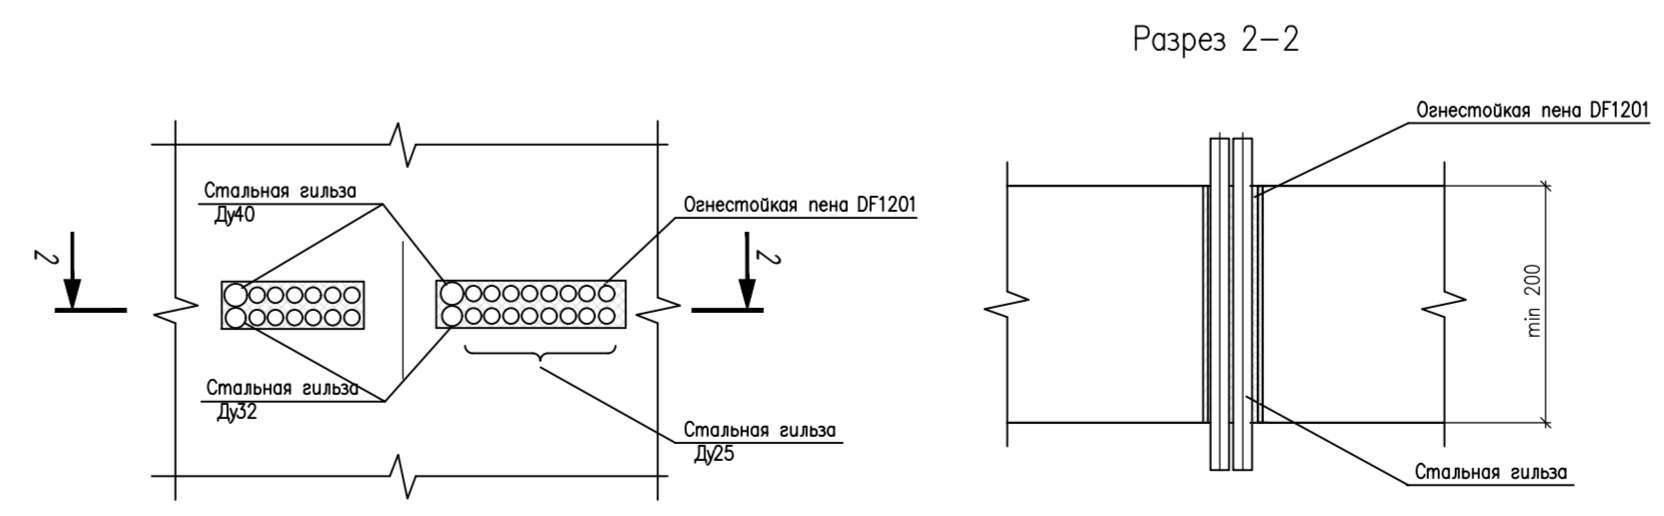 Разрез 2-2
Огнестойкая пена DF1201
Стальная гильза
Ду40
Огнестойкая пена DF1201
2
2
min 200
Стальная гильза
Ду32
Стальная гильза
Ду25
Стальная гильза